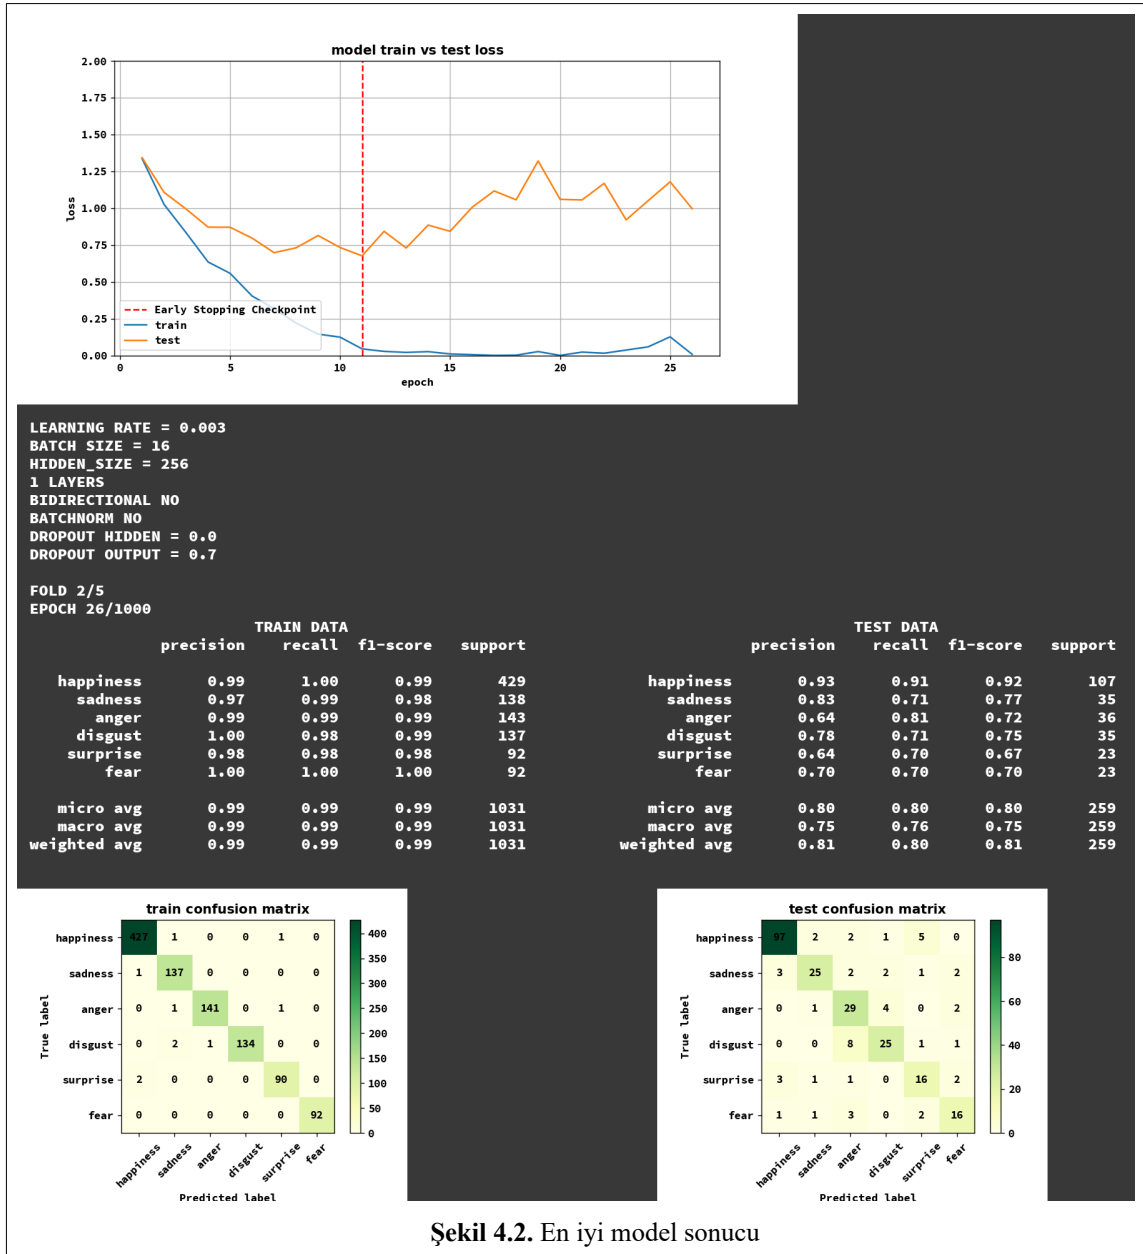 model train vs test loss
2.00
1.75
1.50
1.25
1.00
0.75
0.50
0.25
0.00
loss
Early Stopping Checkpoint
train
test
0 5 10 15 20 25
epoch
LEARNING RATE = 0.003
BATCH SIZE = 16
HIDDEN_SIZE = 256
1 LAYERS
BIDIRECTIONAL NO
BATCHNORM NO
DROPOUT HIDDEN = 0.0
DROPOUT OUTPUT = 0.7
FOLD 2/5
EPOCH 26/1000
TRAIN DATA
precision recall f1-score support
happiness 0.99 1.00 0.99 429
sadness 0.97 0.99 0.98 138
anger 0.99 0.99 0.99 143
disgust 1.00 0.98 0.99 137
surprise 0.98 0.98 0.98 92
fear 1.00 1.00 1.00 92
micro avg 0.99 0.99 0.99 1031
macro avg 0.99 0.99 0.99 1031
weighted avg 0.99 0.99 0.99 1031
TEST DATA
precision recall f1-score support
happiness 0.93 0.91 0.92 107
sadness 0.83 0.71 0.77 35
anger 0.64 0.81 0.72 36
disgust 0.78 0.71 0.75 35
surprise 0.64 0.70 0.67 23
fear 0.70 0.70 0.70 23
micro avg 0.80 0.80 0.80 259
macro avg 0.75 0.76 0.75 259
weighted avg 0.81 0.80 0.81 259
train confusion matrix
True label
happiness 427 1 0 0 1 0
sadness 1 137 0 0 0 0
anger 0 1 141 0 1 0
disgust 0 2 1 134 0 0
surprise 2 0 0 0 90 0
fear 0 0 0 0 0 92
happiness sadness anger disgust surprise fear
Predicted label
400
350
300
250
200
150
100
50
0
test confusion matrix
True label
happiness 97 2 2 1 5 0
sadness 3 25 2 2 1 2
anger 0 1 29 4 0 2
disgust 0 0 8 25 1 1
surprise 3 1 1 0 16 2
fear 1 1 3 0 2 16
happiness sadness anger disgust surprise fear
Predicted label
80
60
40
20
0
Şekil 4.2. En iyi model sonucu